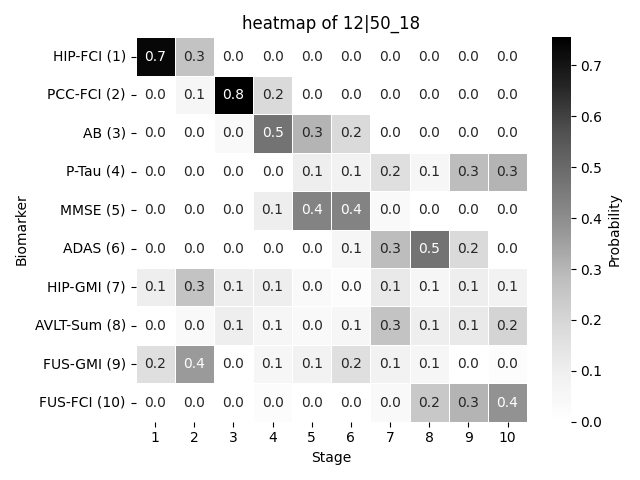 heatmap of 12|50_18
HIP-FCI (1) 0.7 0.3 0.0 0.0 0.0 0.0 0.0 0.0 0.0 0.0
PCC-FCI (2) 0.0 0.1 0.8 0.2 0.0 0.0 0.0 0.0 0.0 0.0
AB (3) 0.0 0.0 0.0 0.5 0.3 0.2 0.0 0.0 0.0 0.0
P-Tau (4) 0.0 0.0 0.0 0.0 0.1 0.1 0.2 0.1 0.3 0.3
MMSE (5) 0.0 0.0 0.0 0.1 0.4 0.4 0.0 0.0 0.0 0.0
ADAS (6) 0.0 0.0 0.0 0.0 0.0 0.1 0.3 0.5 0.2 0.0
HIP-GMI (7) 0.1 0.3 0.1 0.1 0.0 0.0 0.1 0.1 0.1 0.1
AVLT-Sum (8) 0.0 0.0 0.1 0.1 0.0 0.1 0.3 0.1 0.1 0.2
FUS-GMI (9) 0.2 0.4 0.0 0.1 0.1 0.2 0.1 0.1 0.0 0.0
FUS-FCI (10) 0.0 0.0 0.0 0.0 0.0 0.0 0.0 0.2 0.3 0.4
1 2 3 4 5 6 7 8 9 10
Stage
Biomarker
0.7
0.6
0.5
0.4
0.3
0.2
0.1
0.0
Probability